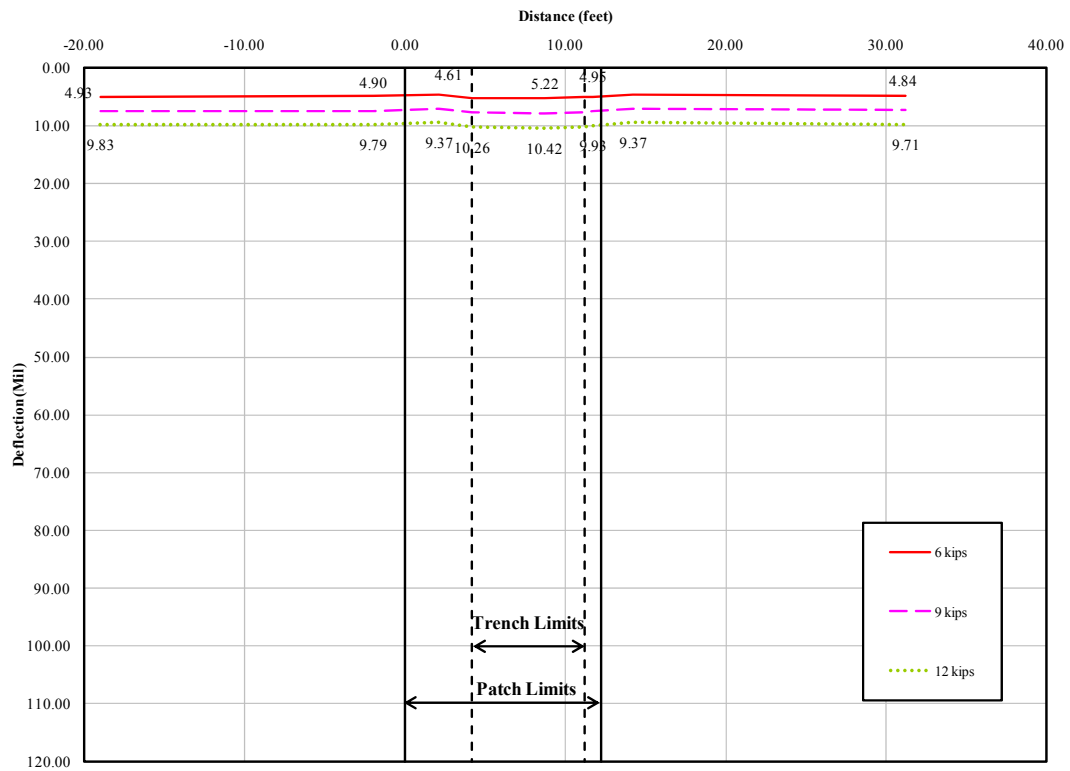 Distance (feet)
-20.00 -10.00 0.00 10.00 20.00 30.00 40.00
0.00
4.93 4.90 4.61 5.22 4.95 4.84
10.00
9.83 9.79 9.37 10.26 10.42 9.93 9.37 9.71
20.00
30.00
40.00
50.00
60.00
70.00
80.00
90.00
100.00
110.00
120.00
Deflection (Mil)
6 kips
9 kips
12 kips
Trench Limits
Patch Limits